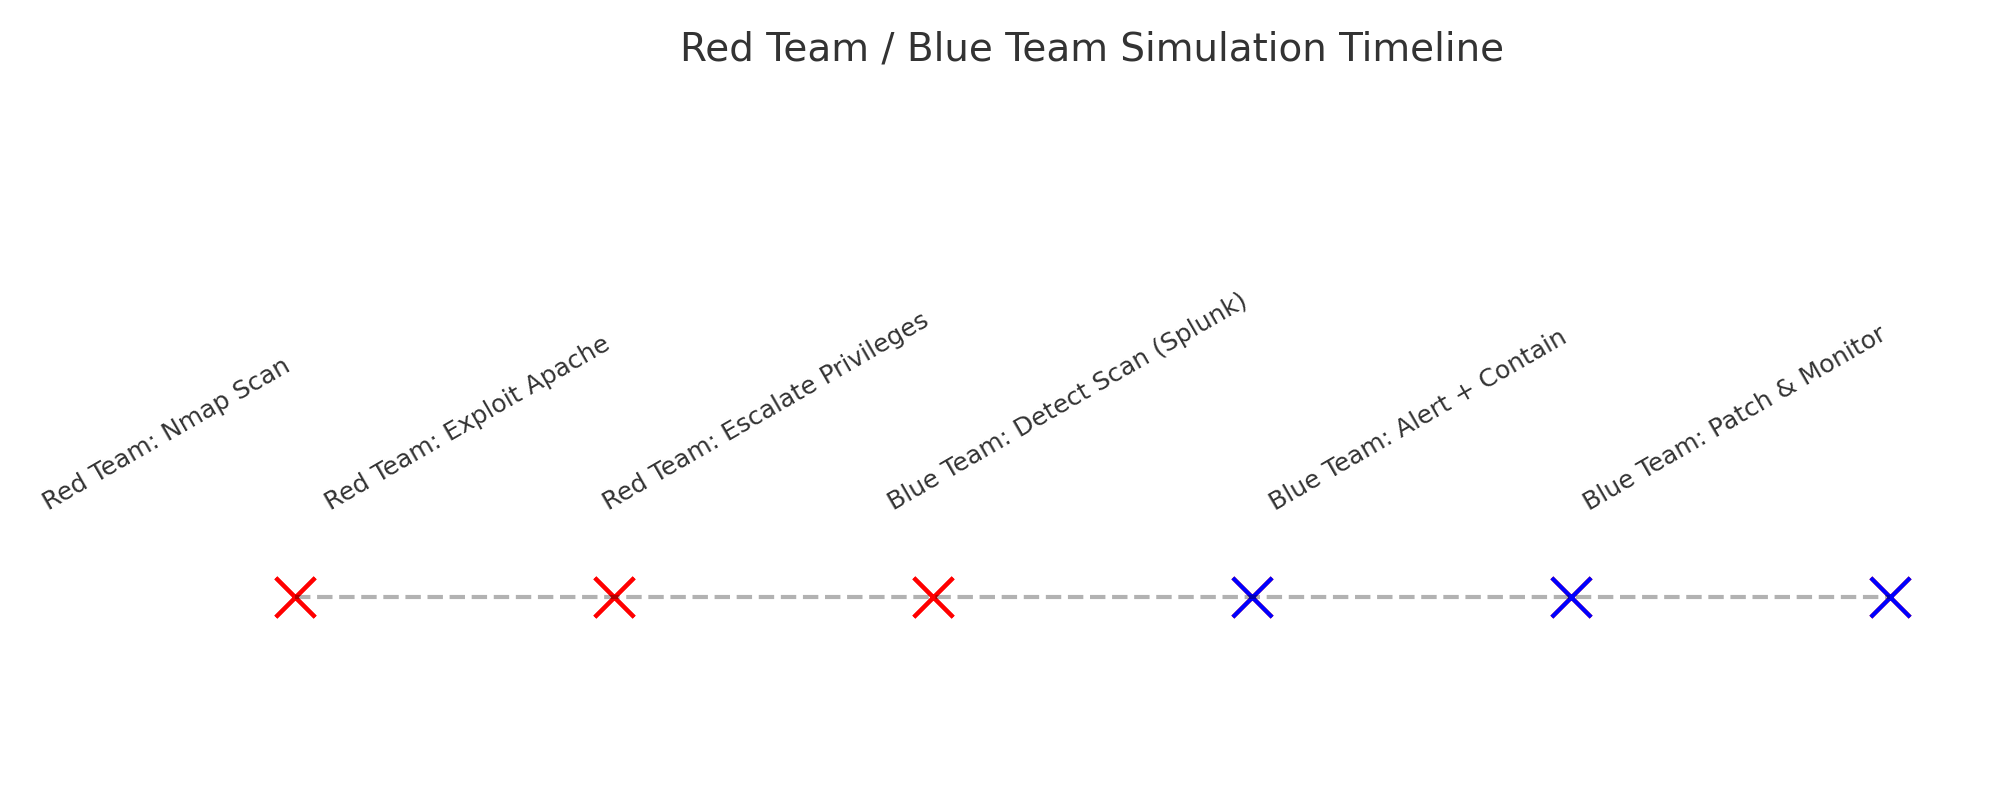 Red Team / Blue Team Simulation Timeline
Red Team: Nmap Scan
Red Team: Exploit Apache
Red Team: Escalate Privileges
Blue Team: Detect Scan (Splunk)
Blue Team: Alert + Contain
Blue Team: Patch & Monitor